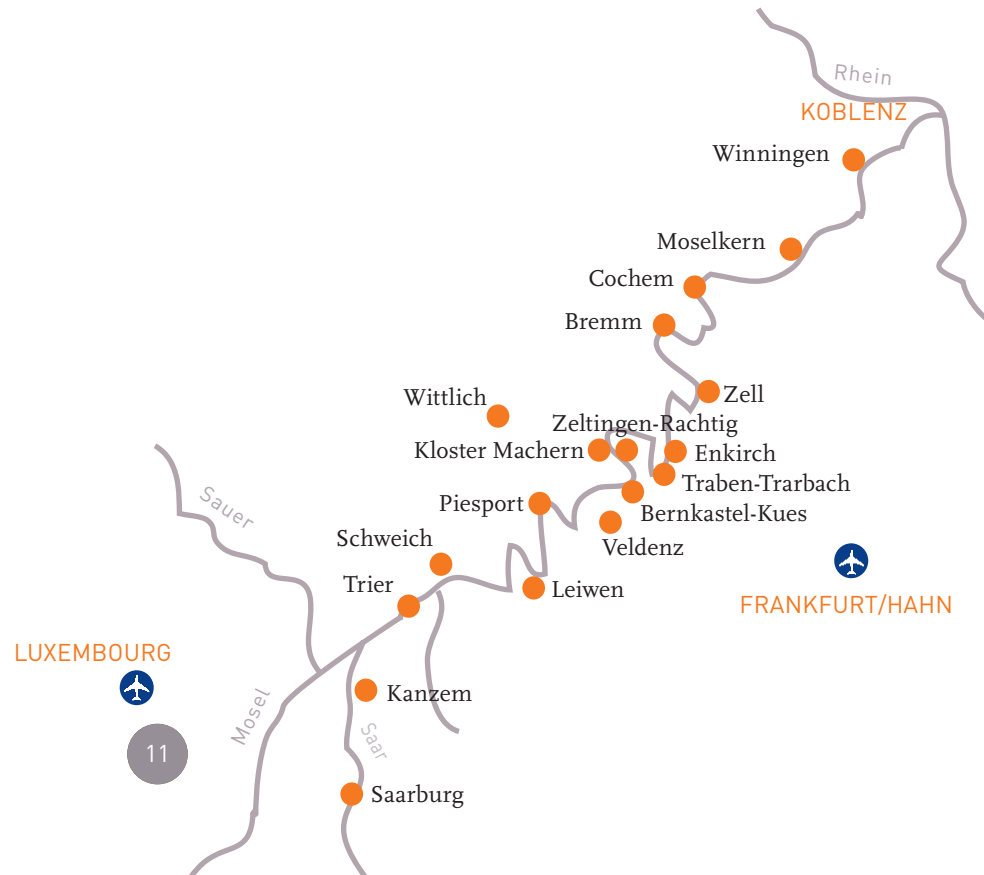 Rhein
KOBLENZ
Winningen
Moselkern
Cochem
Bremm
Zell
Wittlich
Zeltingen-Rachtig
Kloster Machern
Enkirch
Traben-Trarbach
Piesport
Bernkastel-Kues
Sauer
Schweich
Veldenz
Trier
Leiwen
FRANKFURT/HAHN
LUXEMBOURG
Kanzem
Mosel
Saar
11
Saarburg